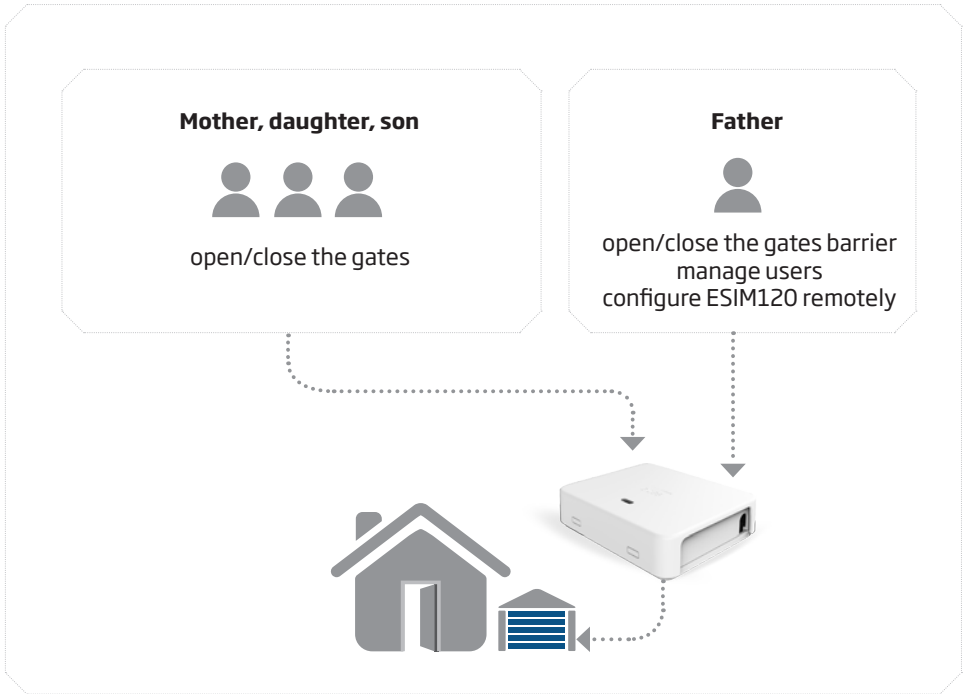 Mother, daughter, son
open/close the gates
Father
open/close the gates barrier
manage users
configure ESIM120 remotely